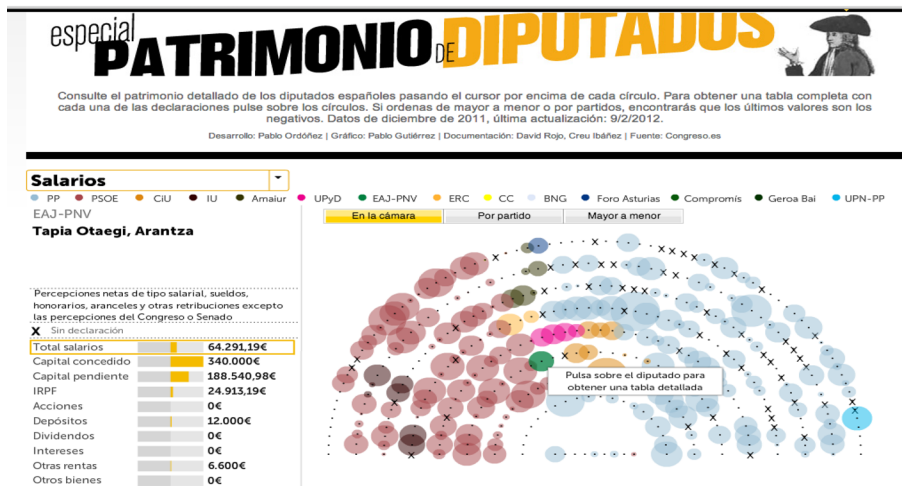 especial
PATRIMONIO DE DIPUTADOS
Consulte el patrimonio detallado de los diputados españoles pasando el cursor por encima de cada círculo. Para obtener una tabla completa con
cada una de las declaraciones pulse sobre los círculos. Si ordenas de mayor a menor o por partidos, encontrarás que los últimos valores son los
negativos. Datos de diciembre de 2011, última actualización: 9/2/2012.
Desarrollo: Pablo Ordóñez | Gráfico: Pablo Gutiérrez | Documentación: David Rojo, Creu Ibáñez | Fuente: Congreso.es
Salarios
PP PSOE CiU IU Amaiur UPyD EAJ-PNV ERC CC BNG Foro Asturias Compromís Geroa Bai UPN-PP
EAJ-PNV
Tapia Otaegi, Arantza
En la cámara Por partido Mayor a menor
Percepciones netas de tipo salarial, sueldos,
honorarios, aranceles y otras retribuciones excepto
las percepciones del Congreso o Senado
X Sin declaración
Total salarios 64.291,19€
Capital concedido 340.000€
Capital pendiente 188.540,98€
IRPF 24.913,19€
Acciones 0€
Depósitos 12.000€
Dividendos 0€
Intereses 0€
Otras rentas 6.600€
Otros bienes 0€
Pulsa sobre el diputado para
obtener una tabla detallada